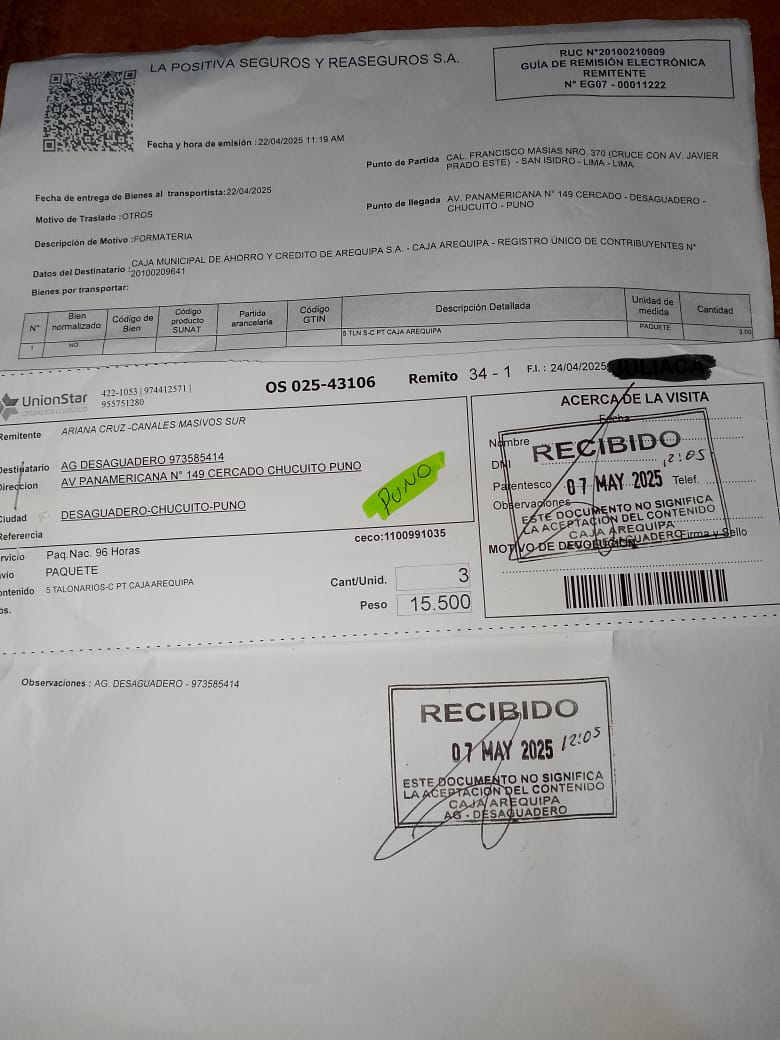 LA POSITIVA SEGUROS Y REASEGUROS S.A.
RUC N°20100210909
GUÍA DE REMISIÓN ELECTRÓNICA
REMITENTE
N° EG07 - 00011222
Fecha y hora de emisión :22/04/2025 11:19 AM
Punto de Partida CAL. FRANCISCO MASIAS NRO. 370 (CRUCE CON AV. JAVIER
PRADO ESTE) - SAN ISIDRO - LIMA - LIMA
Fecha de entrega de Bienes al transportista:22/04/2025
Punto de llegada AV. PANAMERICANA N° 149 CERCADO - DESAGUADERO -
CHUCUITO - PUNO
Motivo de Traslado :OTROS
Descripción de Motivo :FORMATERIA
Datos del Destinatario :CAJA MUNICIPAL DE AHORRO Y CREDITO DE AREQUIPA S.A. - CAJA AREQUIPA - REGISTRO ÚNICO DE CONTRIBUYENTES N°
20100209641
Bienes por transportar:
N° Bien normalizado Código de Bien Código producto SUNAT Partida arancelaria Código GTIN Descripción Detallada Unidad de medida Cantidad
1 NO 5 TLN S-C PT CAJA AREQUIPA PAQUETE 3.00
UnionStar
OPERADOR LOGISTICO
422-1053 | 974412571 |
955751280
OS 025-43106
Remito 34 - 1
F.I.: 24/04/2025
JULIACA
Remitente ARIANA CRUZ -CANALES MASIVOS SUR
Destinatario AG DESAGUADERO 973585414
Direccion AV PANAMERICANA N° 149 CERCADO CHUCUITO PUNO
PUNO
Ciudad DESAGUADERO-CHUCUITO-PUNO
Referencia
ceco:1100991035
rvicio Paq.Nac. 96 Horas
vio PAQUETE
ontenido 5 TALONARIOS-C PT CAJA AREQUIPA
os.
Cant/Unid. 3
Peso 15.500
ACERCA DE LA VISITA
Fecha
Nombre
DNI
Parentesco
Telef.
Observaciones
MOTIVO DE DEVOLUCION
Firma y Sello
RECIBIDO
12:05
07 MAY 2025
ESTE DOCUMENTO NO SIGNIFICA
LA ACEPTACIÓN DEL CONTENIDO
CAJA AREQUIPA
AG - DESAGUADERO
Observaciones : AG. DESAGUADERO - 973585414
RECIBIDO
07 MAY 2025 12:05
ESTE DOCUMENTO NO SIGNIFICA
LA ACEPTACIÓN DEL CONTENIDO
CAJA AREQUIPA
AG - DESAGUADERO